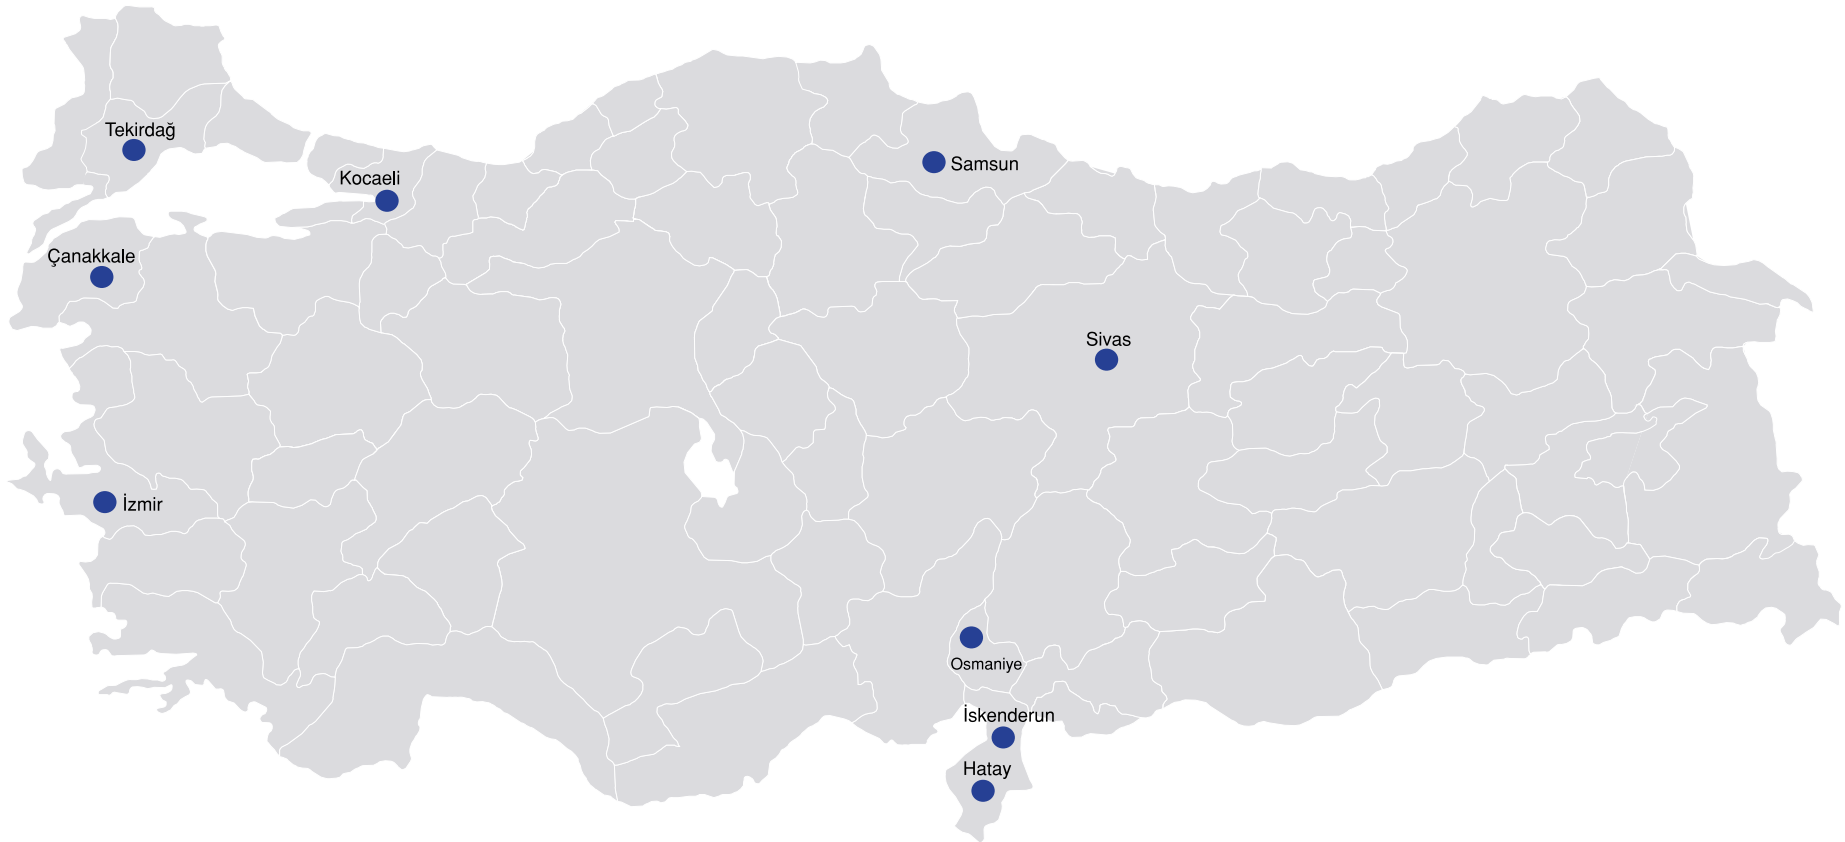 Tekirdağ
Samsun
Kocaeli
Çanakkale
Sivas
İzmir
Osmaniye
İskenderun
Hatay